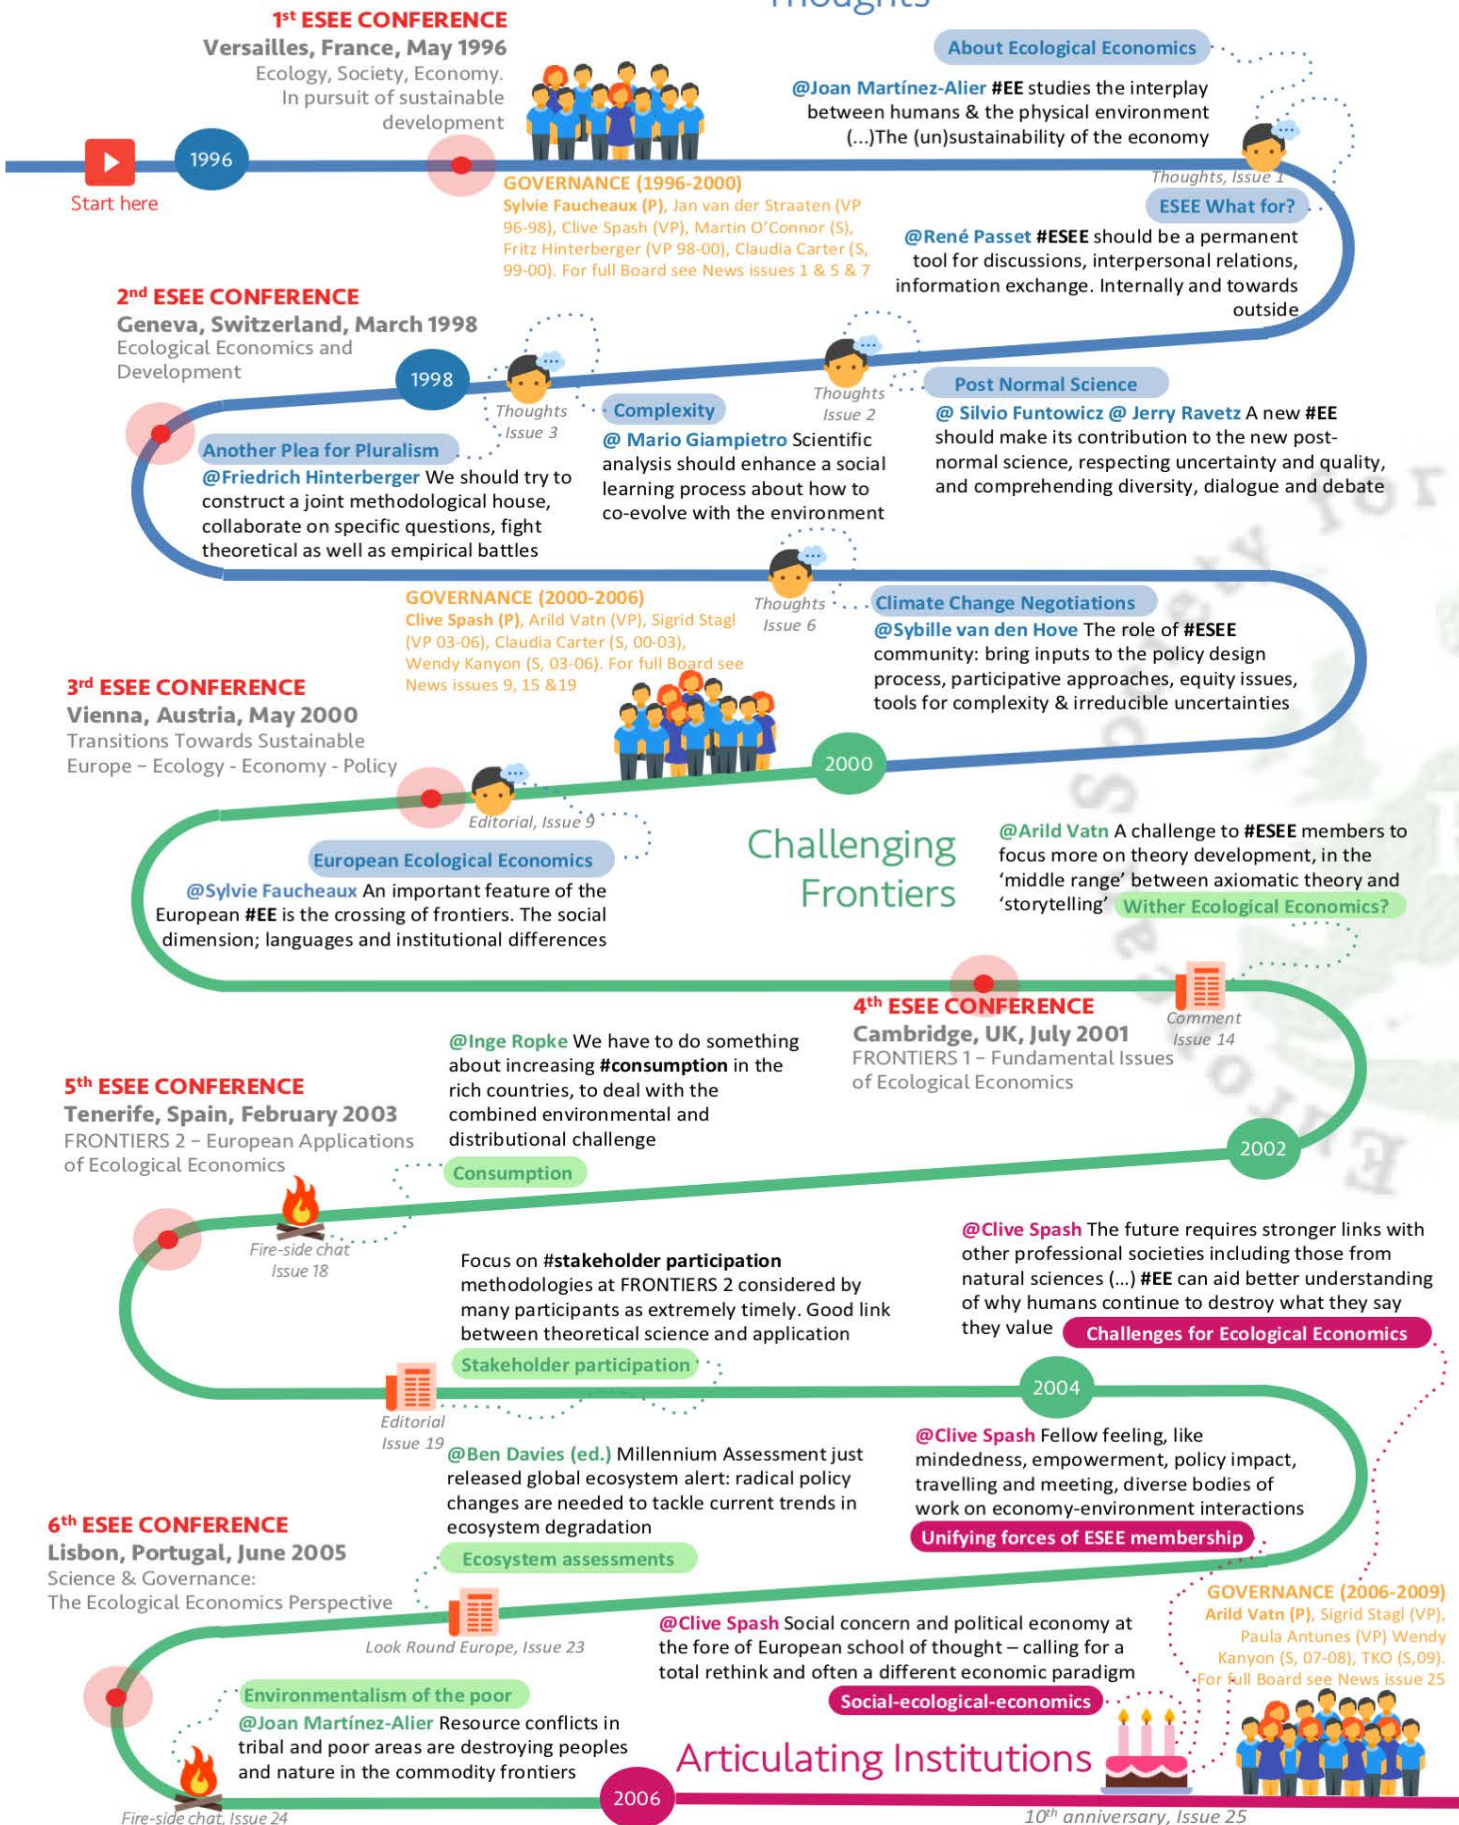 Thoughts
1st ESEE CONFERENCE
Versailles, France, May 1996
Ecology, Society, Economy.
In pursuit of sustainable
development
About Ecological Economics
@Joan Martínez-Alier #EE studies the interplay
between humans & the physical environment
(...)The (un)sustainability of the economy
Start here
1996
Thoughts, Issue 1
GOVERNANCE (1996-2000)
Sylvie Faucheaux (P), Jan van der Straaten (VP
96-98), Clive Spash (VP), Martin O'Connor (S),
Fritz Hinterberger (VP 98-00), Claudia Carter (S,
99-00). For full Board see News issues 1 & 5 & 7
ESEE What for?
@René Passet #ESEE should be a permanent
tool for discussions, interpersonal relations,
information exchange. Internally and towards
outside
2nd ESEE CONFERENCE
Geneva, Switzerland, March 1998
Ecological Economics and
Development
1998
Thoughts
Issue 3
Thoughts
Issue 2
Another Plea for Pluralism
@Friedrich Hinterberger We should try to
construct a joint methodological house,
collaborate on specific questions, fight
theoretical as well as empirical battles
Complexity
@ Mario Giampietro Scientific
analysis should enhance a social
learning process about how to
co-evolve with the environment
Post Normal Science
@ Silvio Funtowicz @ Jerry Ravetz A new #EE
should make its contribution to the new post-
normal science, respecting uncertainty and quality,
and comprehending diversity, dialogue and debate
GOVERNANCE (2000-2006)
Clive Spash (P), Arild Vatn (VP), Sigrid Stagl
(VP 03-06), Claudia Carter (S, 00-03),
Wendy Kanyon (S, 03-06). For full Board see
News issues 9, 15 &19
Thoughts
Issue 6
Climate Change Negotiations
@Sybille van den Hove The role of #ESEE
community: bring inputs to the policy design
process, participative approaches, equity issues,
tools for complexity & irreducible uncertainties
3rd ESEE CONFERENCE
Vienna, Austria, May 2000
Transitions Towards Sustainable
Europe – Ecology - Economy - Policy
2000
Editorial, Issue 9
European Ecological Economics
@Sylvie Faucheaux An important feature of the
European #EE is the crossing of frontiers. The social
dimension; languages and institutional differences
Challenging
Frontiers
@Arild Vatn A challenge to #ESEE members to
focus more on theory development, in the
‘middle range’ between axiomatic theory and
‘storytelling’ Wither Ecological Economics?
4th ESEE CONFERENCE
Cambridge, UK, July 2001
FRONTIERS 1 – Fundamental Issues
of Ecological Economics
Comment
Issue 14
European Society for
5th ESEE CONFERENCE
Tenerife, Spain, February 2003
FRONTIERS 2 – European Applications
of Ecological Economics
@Inge Ropke We have to do something
about increasing #consumption in the
rich countries, to deal with the
combined environmental and
distributional challenge
Consumption
2002
Fire-side chat
Issue 18
Focus on #stakeholder participation
methodologies at FRONTIERS 2 considered by
many participants as extremely timely. Good link
between theoretical science and application
Stakeholder participation
@Clive Spash The future requires stronger links with
other professional societies including those from
natural sciences (...) #EE can aid better understanding
of why humans continue to destroy what they say
they value Challenges for Ecological Economics
2004
Editorial
Issue 19
@Ben Davies (ed.) Millennium Assessment just
released global ecosystem alert: radical policy
changes are needed to tackle current trends in
ecosystem degradation
Ecosystem assessments
@Clive Spash Fellow feeling, like
mindedness, empowerment, policy impact,
travelling and meeting, diverse bodies of
work on economy-environment interactions
Unifying forces of ESEE membership
6th ESEE CONFERENCE
Lisbon, Portugal, June 2005
Science & Governance:
The Ecological Economics Perspective
Look Round Europe, Issue 23
@Clive Spash Social concern and political economy at
the fore of European school of thought – calling for a
total rethink and often a different economic paradigm
Social-ecological-economics
GOVERNANCE (2006-2009)
Arild Vatn (P), Sigrid Stagl (VP),
Paula Antunes (VP) Wendy
Kanyon (S, 07-08), TKO (S,09).
For full Board see News issue 25
Environmentalism of the poor
@Joan Martínez-Alier Resource conflicts in
tribal and poor areas are destroying peoples
and nature in the commodity frontiers
Articulating Institutions
2006
Fire-side chat, Issue 24
10th anniversary, Issue 25